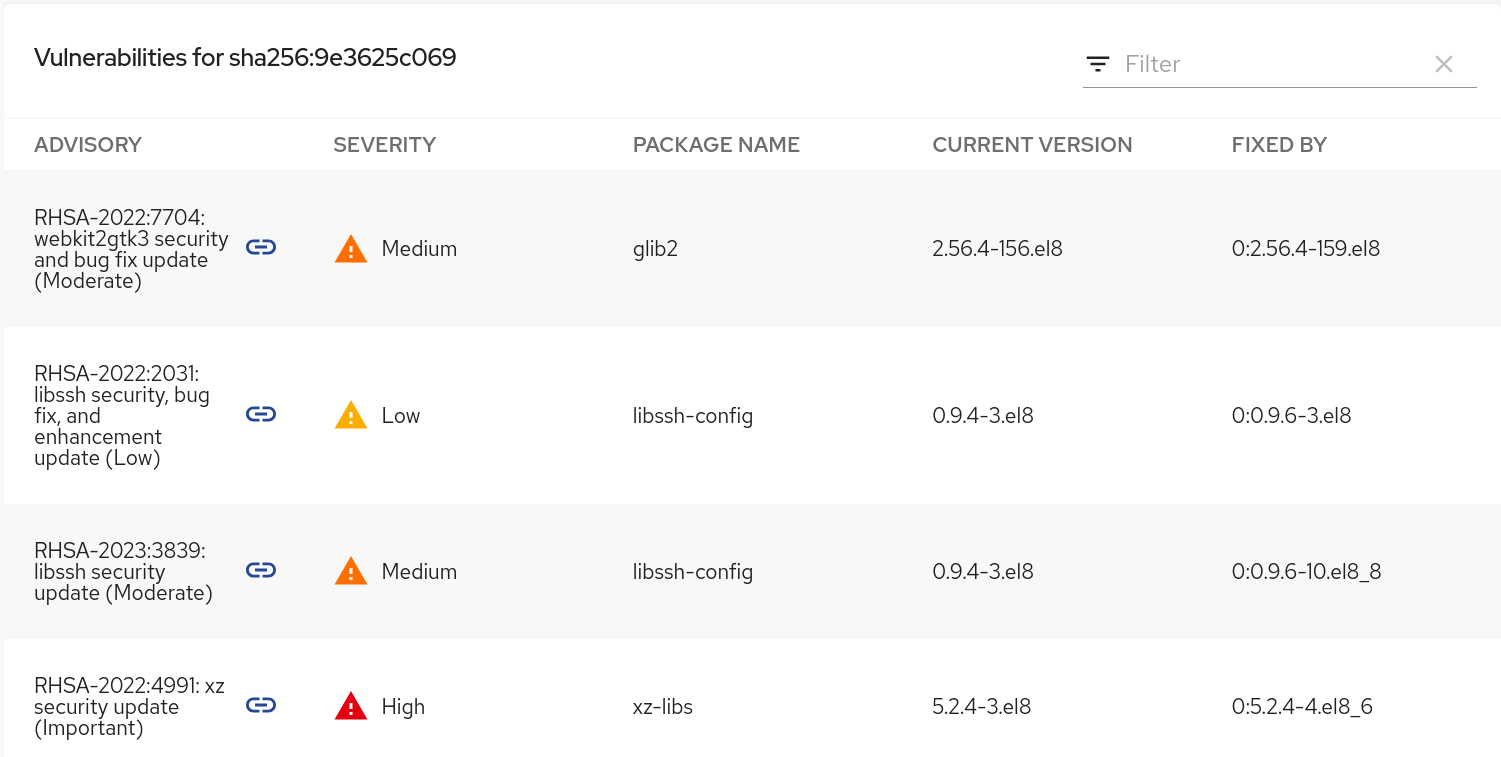 Vulnerabilities for sha256:9e3625c069
Filter
ADVISORY SEVERITY PACKAGE NAME CURRENT VERSION FIXED BY
RHSA-2022:7704:
webkit2gtk3 security
and bug fix update
(Moderate)
Medium glib2 2.56.4-156.el8 0:2.56.4-159.el8
RHSA-2022:2031:
libssh security, bug
fix, and
enhancement
update (Low)
Low libssh-config 0.9.4-3.el8 0:0.9.6-3.el8
RHSA-2023:3839:
libssh security
update (Moderate)
Medium libssh-config 0.9.4-3.el8 0:0.9.6-10.el8_8
RHSA-2022:4991: xz
security update
(Important)
High xz-libs 5.2.4-3.el8 0:5.2.4-4.el8_6